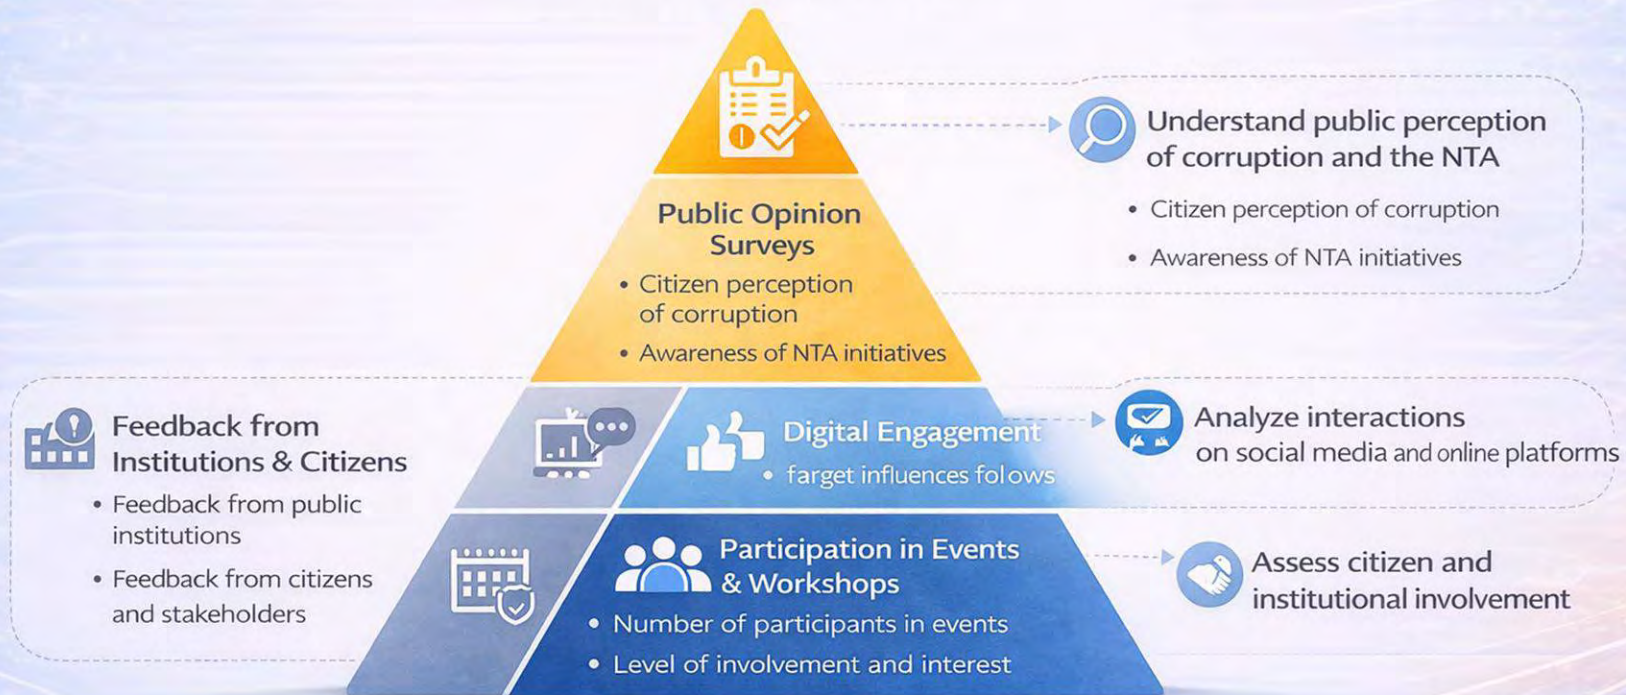 Understand public perception
of corruption and the NTA
• Citizen perception of corruption
• Awareness of NTA initiatives
Public Opinion
Surveys
• Citizen perception
of corruption
• Awareness of NTA initiatives
Feedback from
Institutions & Citizens
• Feedback from public
institutions
• Feedback from citizens
and stakeholders
Digital Engagement
• farget influences folows
Analyze interactions
on social media and online platforms
Participation in Events
& Workshops
• Number of participants in events
• Level of involvement and interest
Assess citizen and
institutional involvement